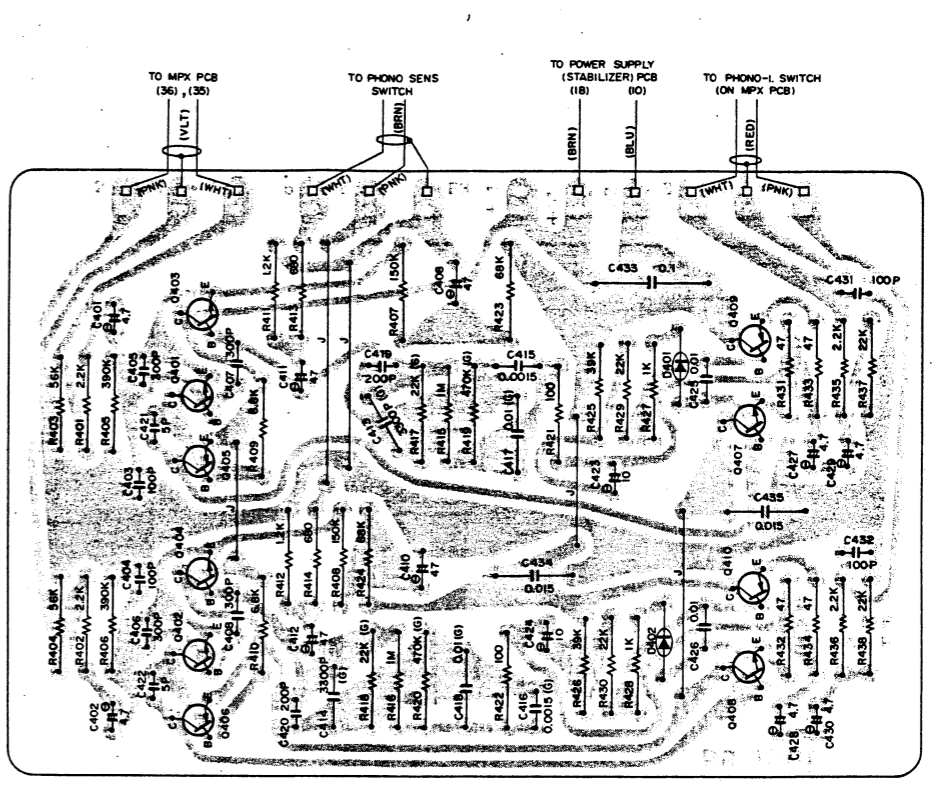 TO MPX PCB
(36) , (35)
(VLT)
TO PHONO SENS
SWITCH
(BRN)
TO POWER SUPPLY
(STABILIZER) PCB
(18) (10)
(BRN)
(BLU)
TO PHONO-1. SWITCH
(ON MPX PCB)
(RED)
(PNK)
(WHT)
(WHT)
(PNK)
(WHT)
(PNK)
C401
4.7
Q403
C
E
B
R411
1.2K
R413
680
R407
150K
C408
47
R423
68K
C433 0.1
C431
100P
Q409
C
E
B
R403
56K
R401
2.2K
R405
390K
C405
300P
Q401
C
B
C407
300P
C411
47
J
J
C419
200P
C415
0.0015
R425
39K
R429
22K
R427
1K
D401
C425
0.01
R431
47
R433
47
R435
2.2K
R437
22K
C421
5P
R409
6.8K
R417
22K (G)
R415
1M
R419
470K (G)
C417
0.01 (G)
R421
100
C423
10
J
Q407
C
E
B
C427
4.7
C429
4.7
C403
100P
Q405
C
E
B
J
C435
0.015
C432
100P
Q404
C
B
R412
1.2K
R414
680
R408
150K
R424
68K
C410
47
C434
0.015
J
Q410
C
E
B
R404
56K
R402
2.2K
R406
390K
C404
100P
C406
300P
Q402
C
E
B
C408
300P
R410
6.8K
C412
47
R418
22K (G)
R416
1M
R420
470K (G)
C418
0.01 (G)
R422
100
C424
10
R426
39K
R430
22K
R428
1K
D402
C426
0.01
R432
47
R434
47
R436
2.2K
R438
22K
C402
4.7
C422
5P
Q406
C
E
B
C420 200P
C414
3300P
(G)
C416
0.0015 (G)
Q408
C
E
B
C428
4.7
C430
4.7